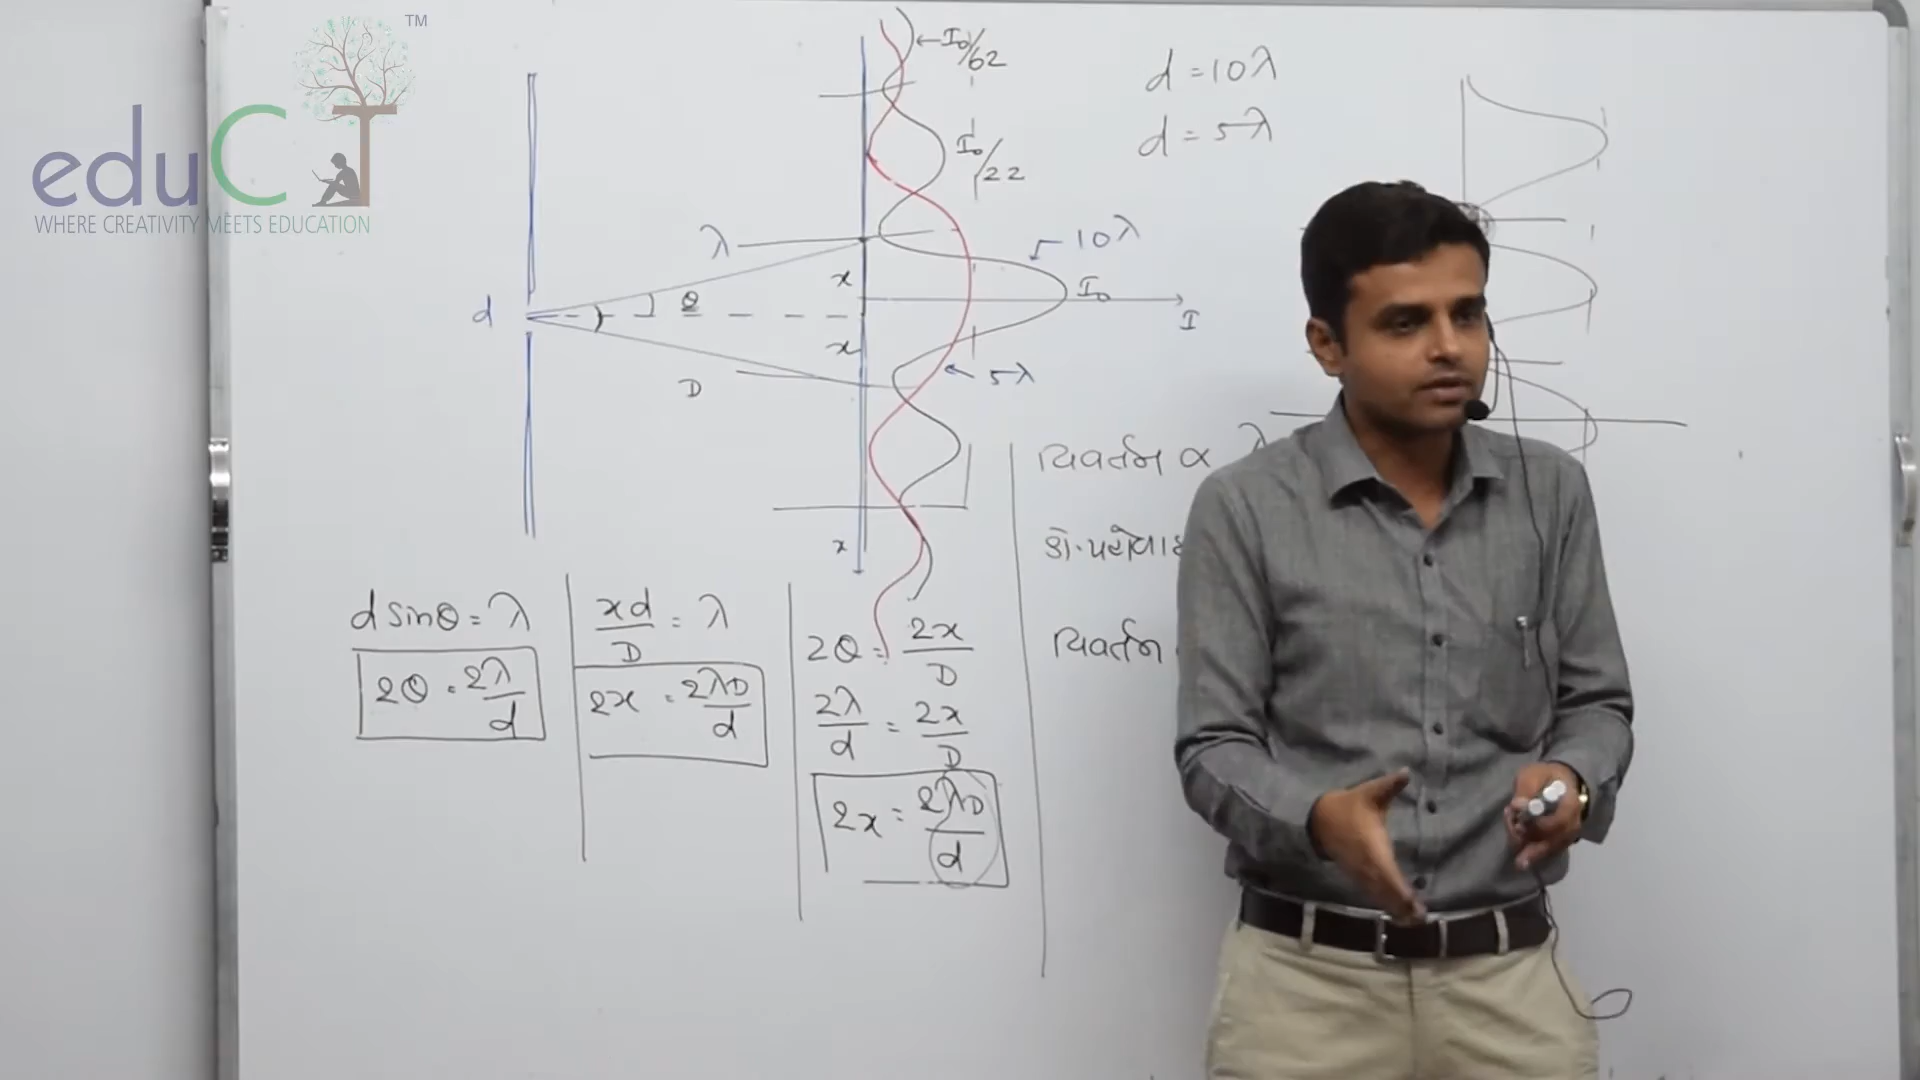 TM
eduCT
WHERE CREATIVITY MEETS EDUCATION
I₀/62
I₀/22
d = 10λ
d = 5λ
λ
10λ
x
θ
I₀
d
I
x
5λ
D
x
d sinθ = λ
2θ = 2λ/d
xd/D = λ
2x = 2λD/d
2θ = 2x/D
2λ/d = 2x/D
2x = 2λD/d
વિવર્તન ∝ λ
વિવર્તન